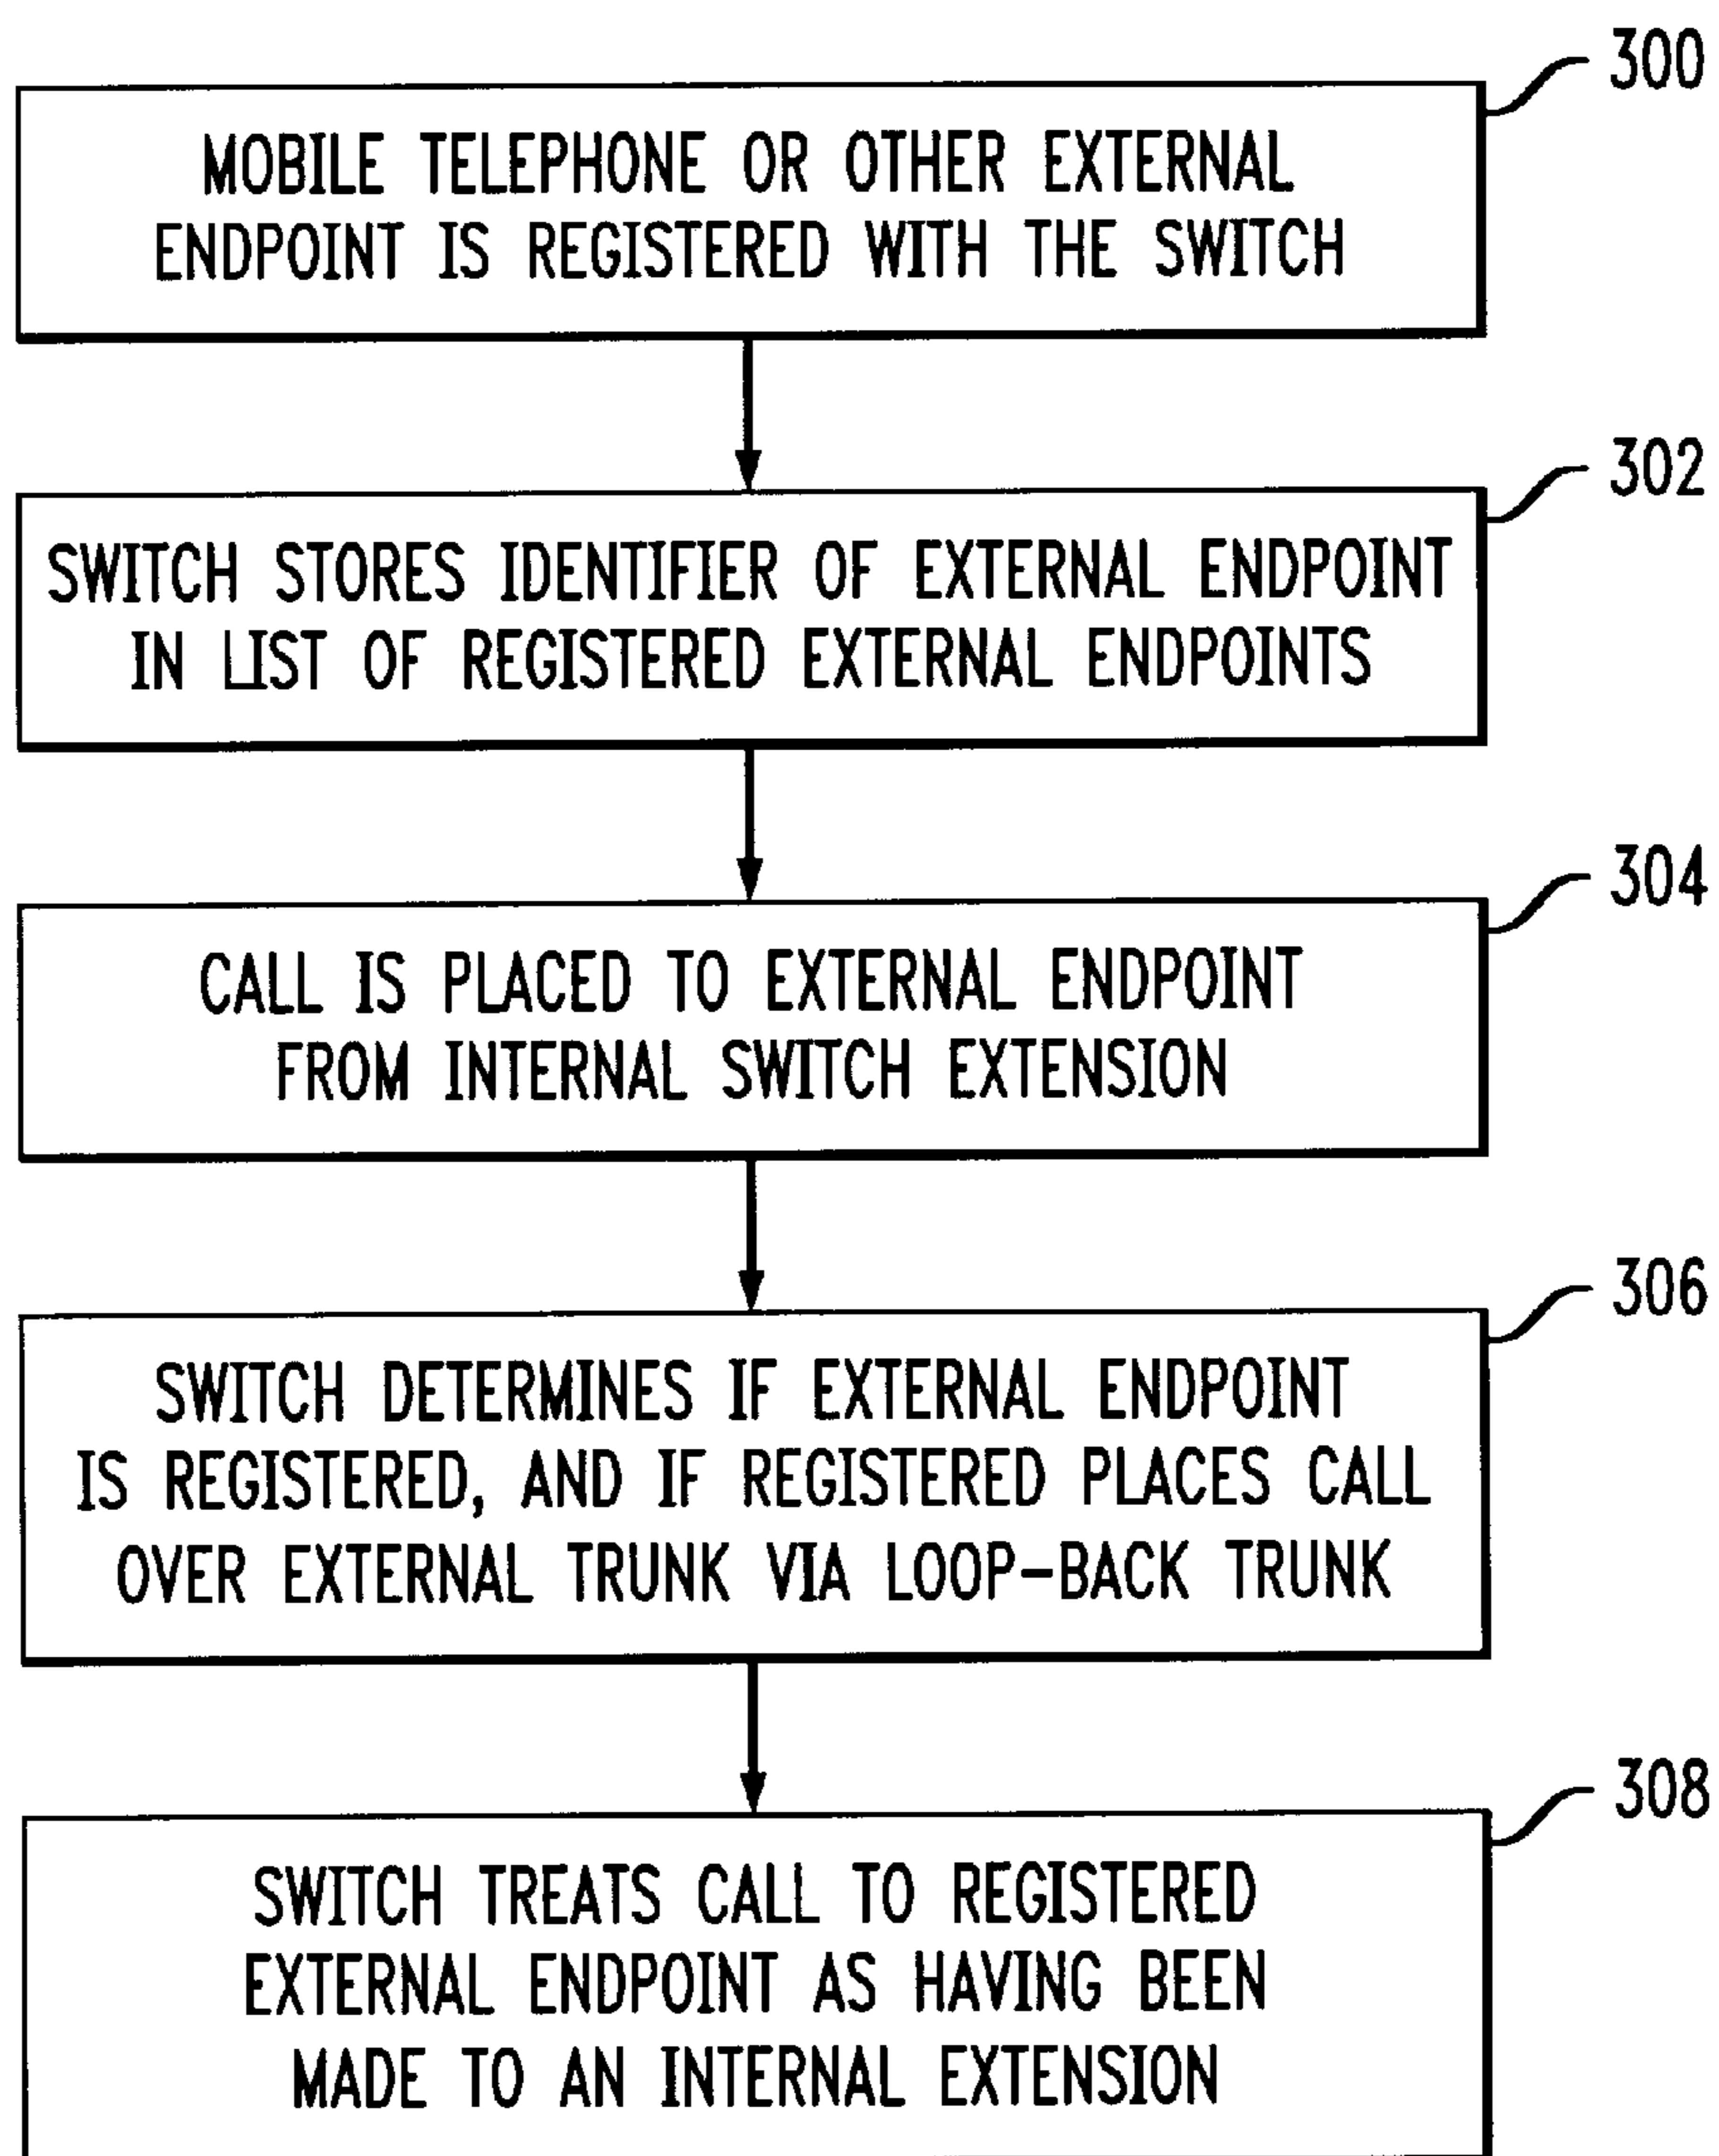 300
MOBILE TELEPHONE OR OTHER EXTERNAL
ENDPOINT IS REGISTERED WITH THE SWITCH
302
SWITCH STORES IDENTIFIER OF EXTERNAL ENDPOINT
IN LIST OF REGISTERED EXTERNAL ENDPOINTS
304
CALL IS PLACED TO EXTERNAL ENDPOINT
FROM INTERNAL SWITCH EXTENSION
306
SWITCH DETERMINES IF EXTERNAL ENDPOINT
IS REGISTERED, AND IF REGISTERED PLACES CALL
OVER EXTERNAL TRUNK VIA LOOP-BACK TRUNK
308
SWITCH TREATS CALL TO REGISTERED
EXTERNAL ENDPOINT AS HAVING BEEN
MADE TO AN INTERNAL EXTENSION